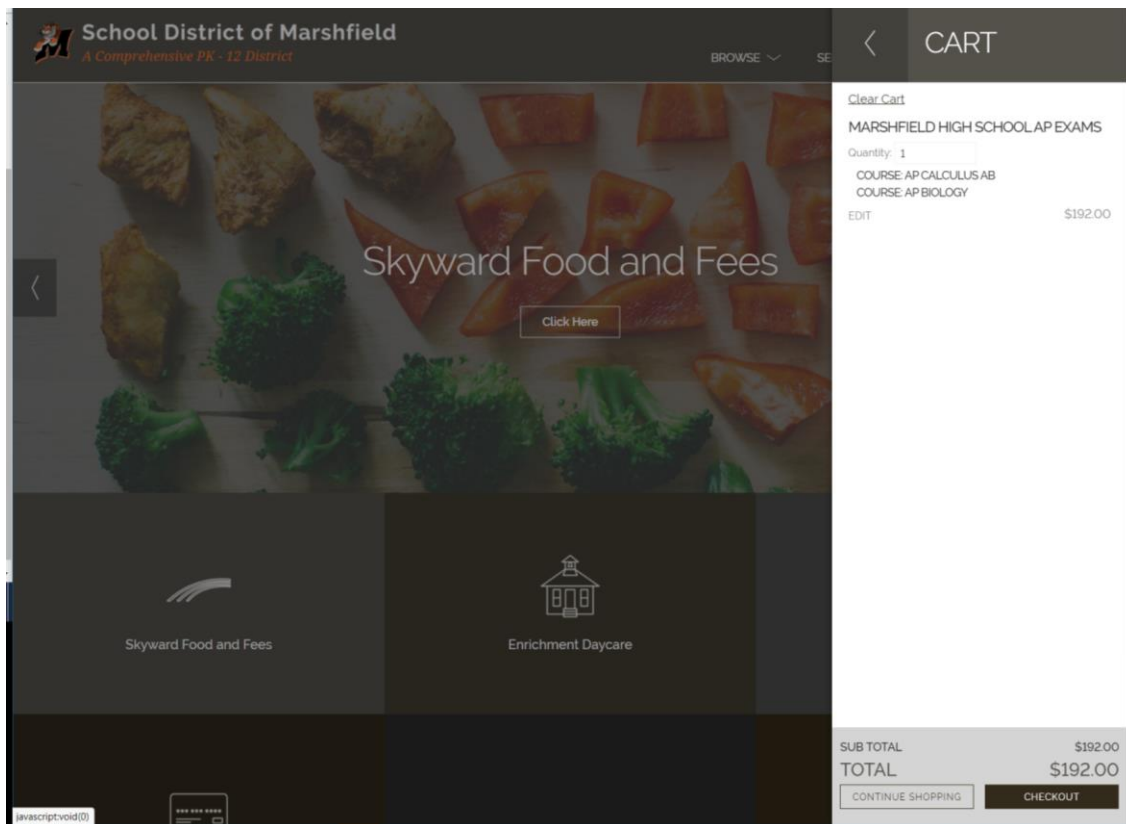 School District of Marshfield
A Comprehensive PK - 12 District
BROWSE
SE
CART
Clear Cart
MARSHFIELD HIGH SCHOOL AP EXAMS
Quantity: 1
COURSE: AP CALCULUS AB
COURSE: AP BIOLOGY
EDIT $192.00
Skyward Food and Fees
Click Here
Skyward Food and Fees
Enrichment Daycare
SUB TOTAL $192.00
TOTAL $192.00
CONTINUE SHOPPING CHECKOUT
javascript:void(0)